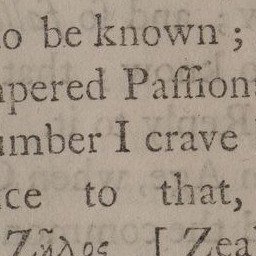 o be known ;
pered Paſſion
umber I crave
ce to that,
Ζῆλος [ Zea